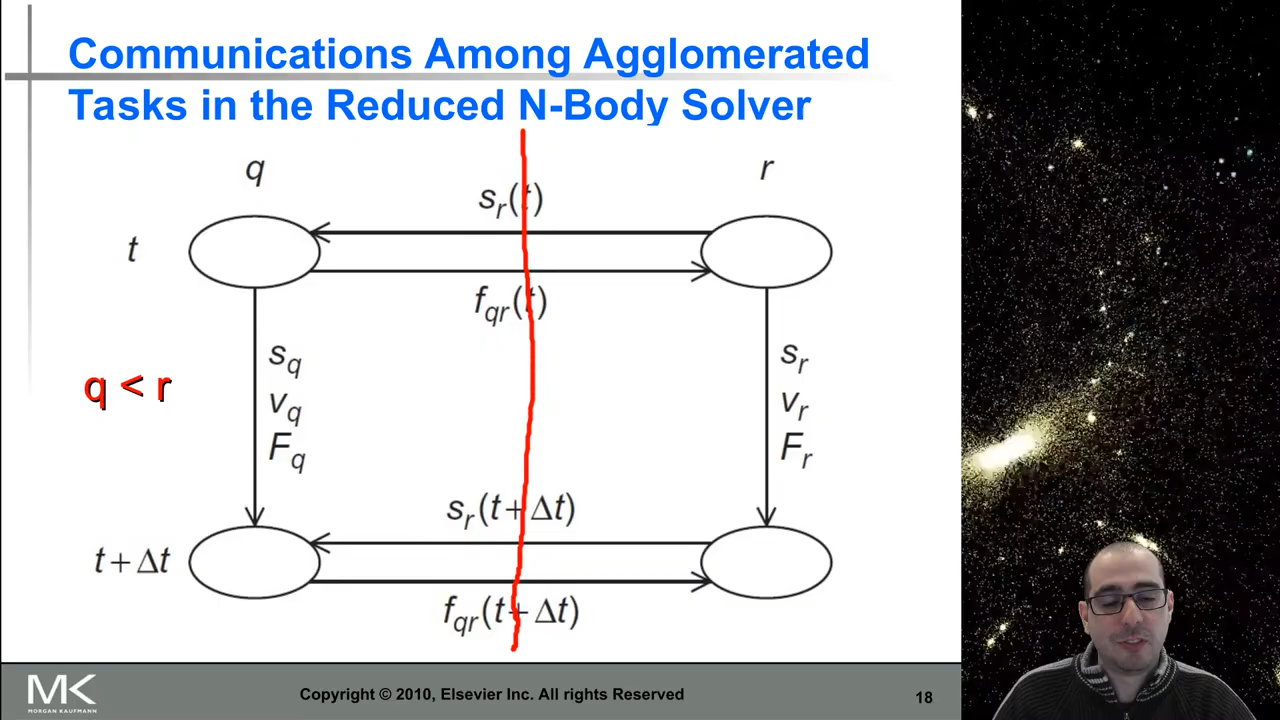 Communications Among Agglomerated
Tasks in the Reduced N-Body Solver
q
r
s_r(t)
t
f_qr(t)
s_q
s_r
q < r
v_q
v_r
F_q
F_r
s_r(t+Δt)
t+Δt
f_qr(t+Δt)
MK
MORGAN KAUFMANN
Copyright © 2010, Elsevier Inc. All rights Reserved
18